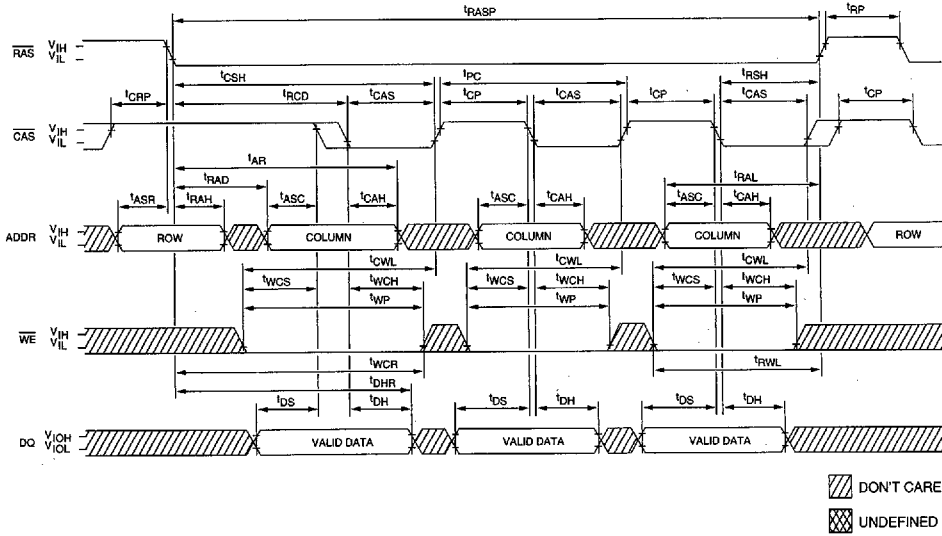 tRASP tRP
RAS VIH
VIL
tCSH tPC tRSH
tCRP tRCD tCAS tCP tCAS tCP tCAS tCP
CAS VIH
VIL
tAR
tRAD tRAL
tASR tRAH tASC tCAH tASC tCAH tASC tCAH
ADDR VIH
VIL
ROW COLUMN COLUMN COLUMN ROW
tCWL tCWL tCWL
tWCS tWCH tWCS tWCH tWCS tWCH
tWP tWP tWP
WE VIH
VIL
tWCR tRWL
tDHR
tDS tDH tDS tDH tDS tDH
DQ VIOH
VIOL
VALID DATA VALID DATA VALID DATA
DON'T CARE
UNDEFINED